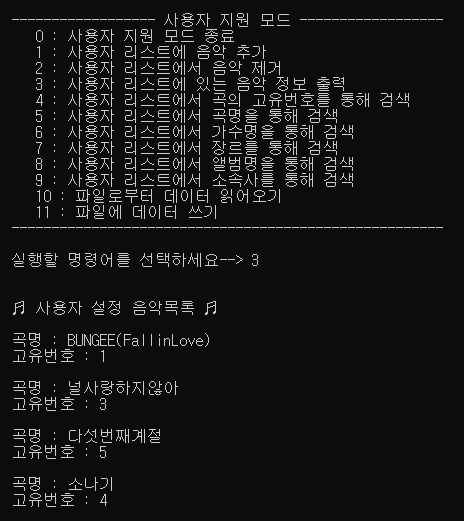 ------------------ 사용자 지원 모드 ------------------
0 : 사용자 지원 모드 종료
1 : 사용자 리스트에 음악 추가
2 : 사용자 리스트에서 음악 제거
3 : 사용자 리스트에 있는 음악 정보 출력
4 : 사용자 리스트에서 곡의 고유번호를 통해 검색
5 : 사용자 리스트에서 곡명을 통해 검색
6 : 사용자 리스트에서 가수명을 통해 검색
7 : 사용자 리스트에서 장르를 통해 검색
8 : 사용자 리스트에서 앨범명을 통해 검색
9 : 사용자 리스트에서 소속사를 통해 검색
10 : 파일로부터 데이터 읽어오기
11 : 파일에 데이터 쓰기
------------------------------------------------------
실행할 명령어를 선택하세요--> 3
♬ 사용자 설정 음악목록 ♬
곡명 : BUNGEE(FallinLove)
고유번호 : 1
곡명 : 널사랑하지않아
고유번호 : 3
곡명 : 다섯번째계절
고유번호 : 5
곡명 : 소나기
고유번호 : 4